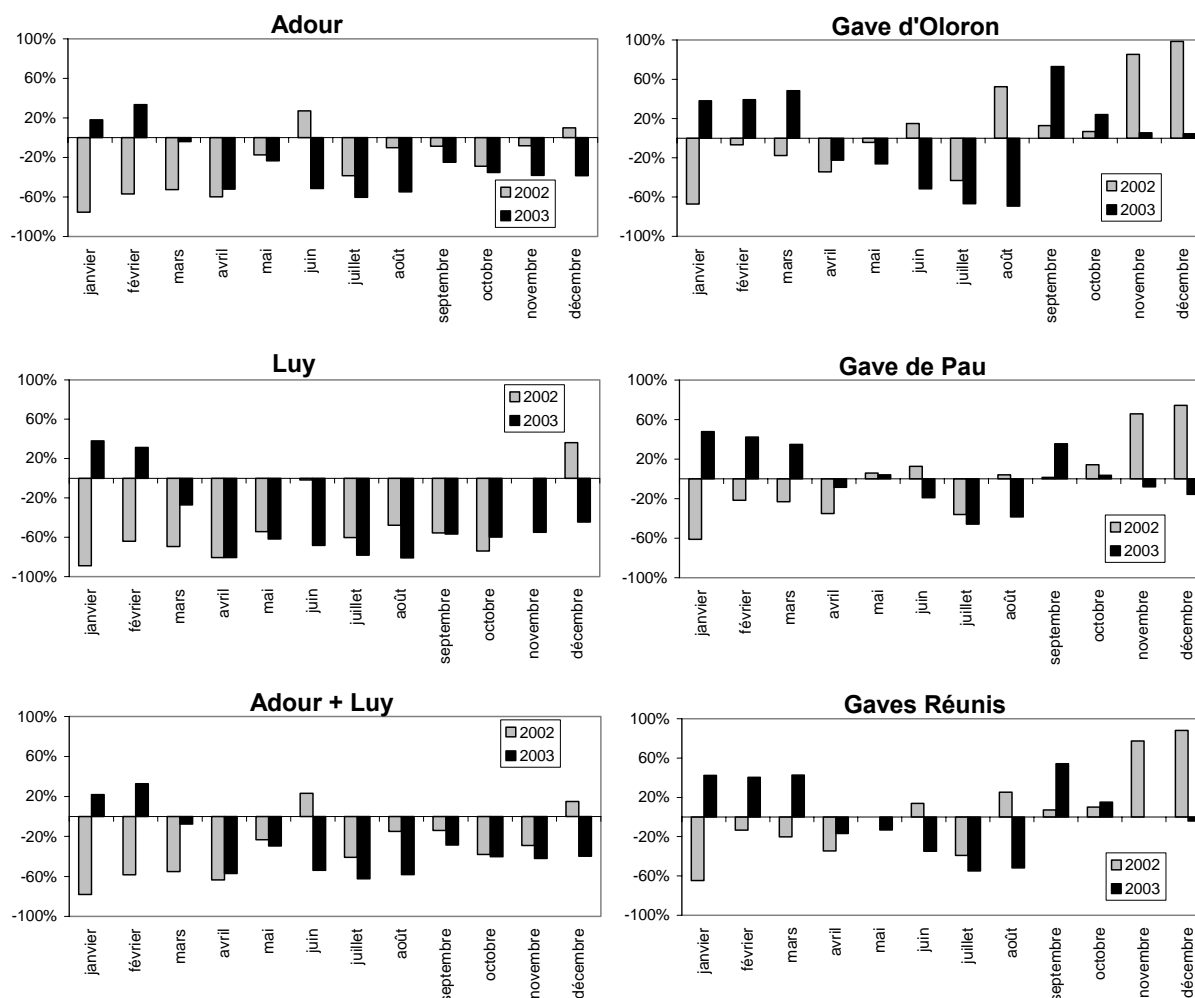 Adour
100%
60%
20%
-20%
-60%
-100%
2002
2003
janvier
février
mars
avril
mai
juin
juillet
août
septembre
octobre
novembre
décembre
Gave d'Oloron
100%
60%
20%
-20%
-60%
-100%
2002
2003
janvier
février
mars
avril
mai
juin
juillet
août
septembre
octobre
novembre
décembre
Luy
100%
60%
20%
-20%
-60%
-100%
2002
2003
janvier
février
mars
avril
mai
juin
juillet
août
septembre
octobre
novembre
décembre
Gave de Pau
100%
60%
20%
-20%
-60%
-100%
2002
2003
janvier
février
mars
avril
mai
juin
juillet
août
septembre
octobre
novembre
décembre
Adour + Luy
100%
60%
20%
-20%
-60%
-100%
2002
2003
janvier
février
mars
avril
mai
juin
juillet
août
septembre
octobre
novembre
décembre
Gaves Réunis
100%
60%
20%
-20%
-60%
-100%
2002
2003
janvier
février
mars
avril
mai
juin
juillet
août
septembre
octobre
novembre
décembre